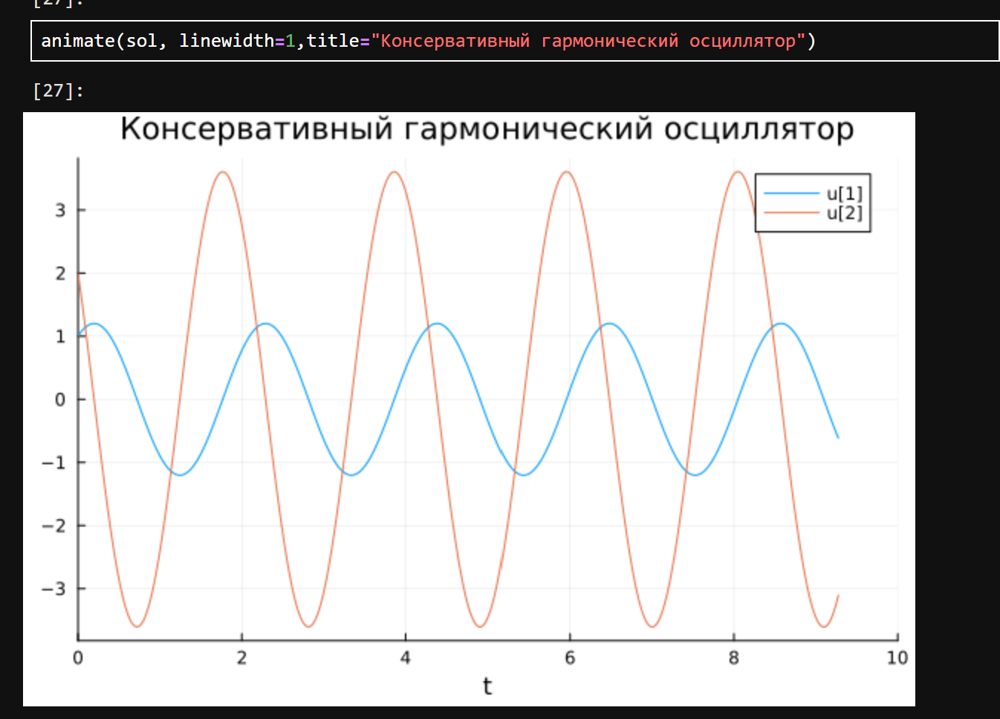 [27]:
animate(sol, linewidth=1,title="Консервативный гармонический осциллятор")
[27]:
Консервативный гармонический осциллятор
u[1]
u[2]
3
2
1
0
−1
−2
−3
0 2 4 6 8 10
t